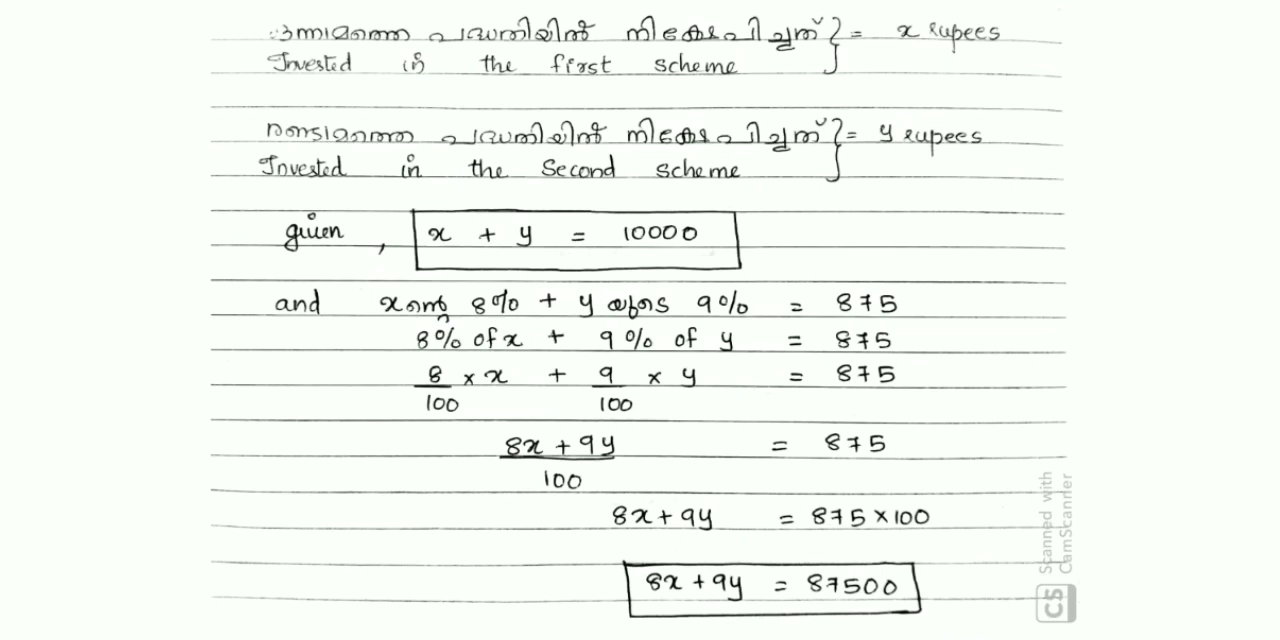 ഒന്നാമത്തെ പദ്ധതിയിൽ നിക്ഷേപിച്ചത് } = x rupees
Invested in the first scheme
രണ്ടാമത്തെ പദ്ധതിയിൽ നിക്ഷേപിച്ചത് } = y rupees
Invested in the Second scheme
given, x + y = 10000
and x ന്റെ 8% + y യുടെ 9% = 875
8% of x + 9% of y = 875
8/100 × x + 9/100 × y = 875
8x + 9y / 100 = 875
8x + 9y = 875 × 100
8x + 9y = 87500
CS Scanned with
CamScanner